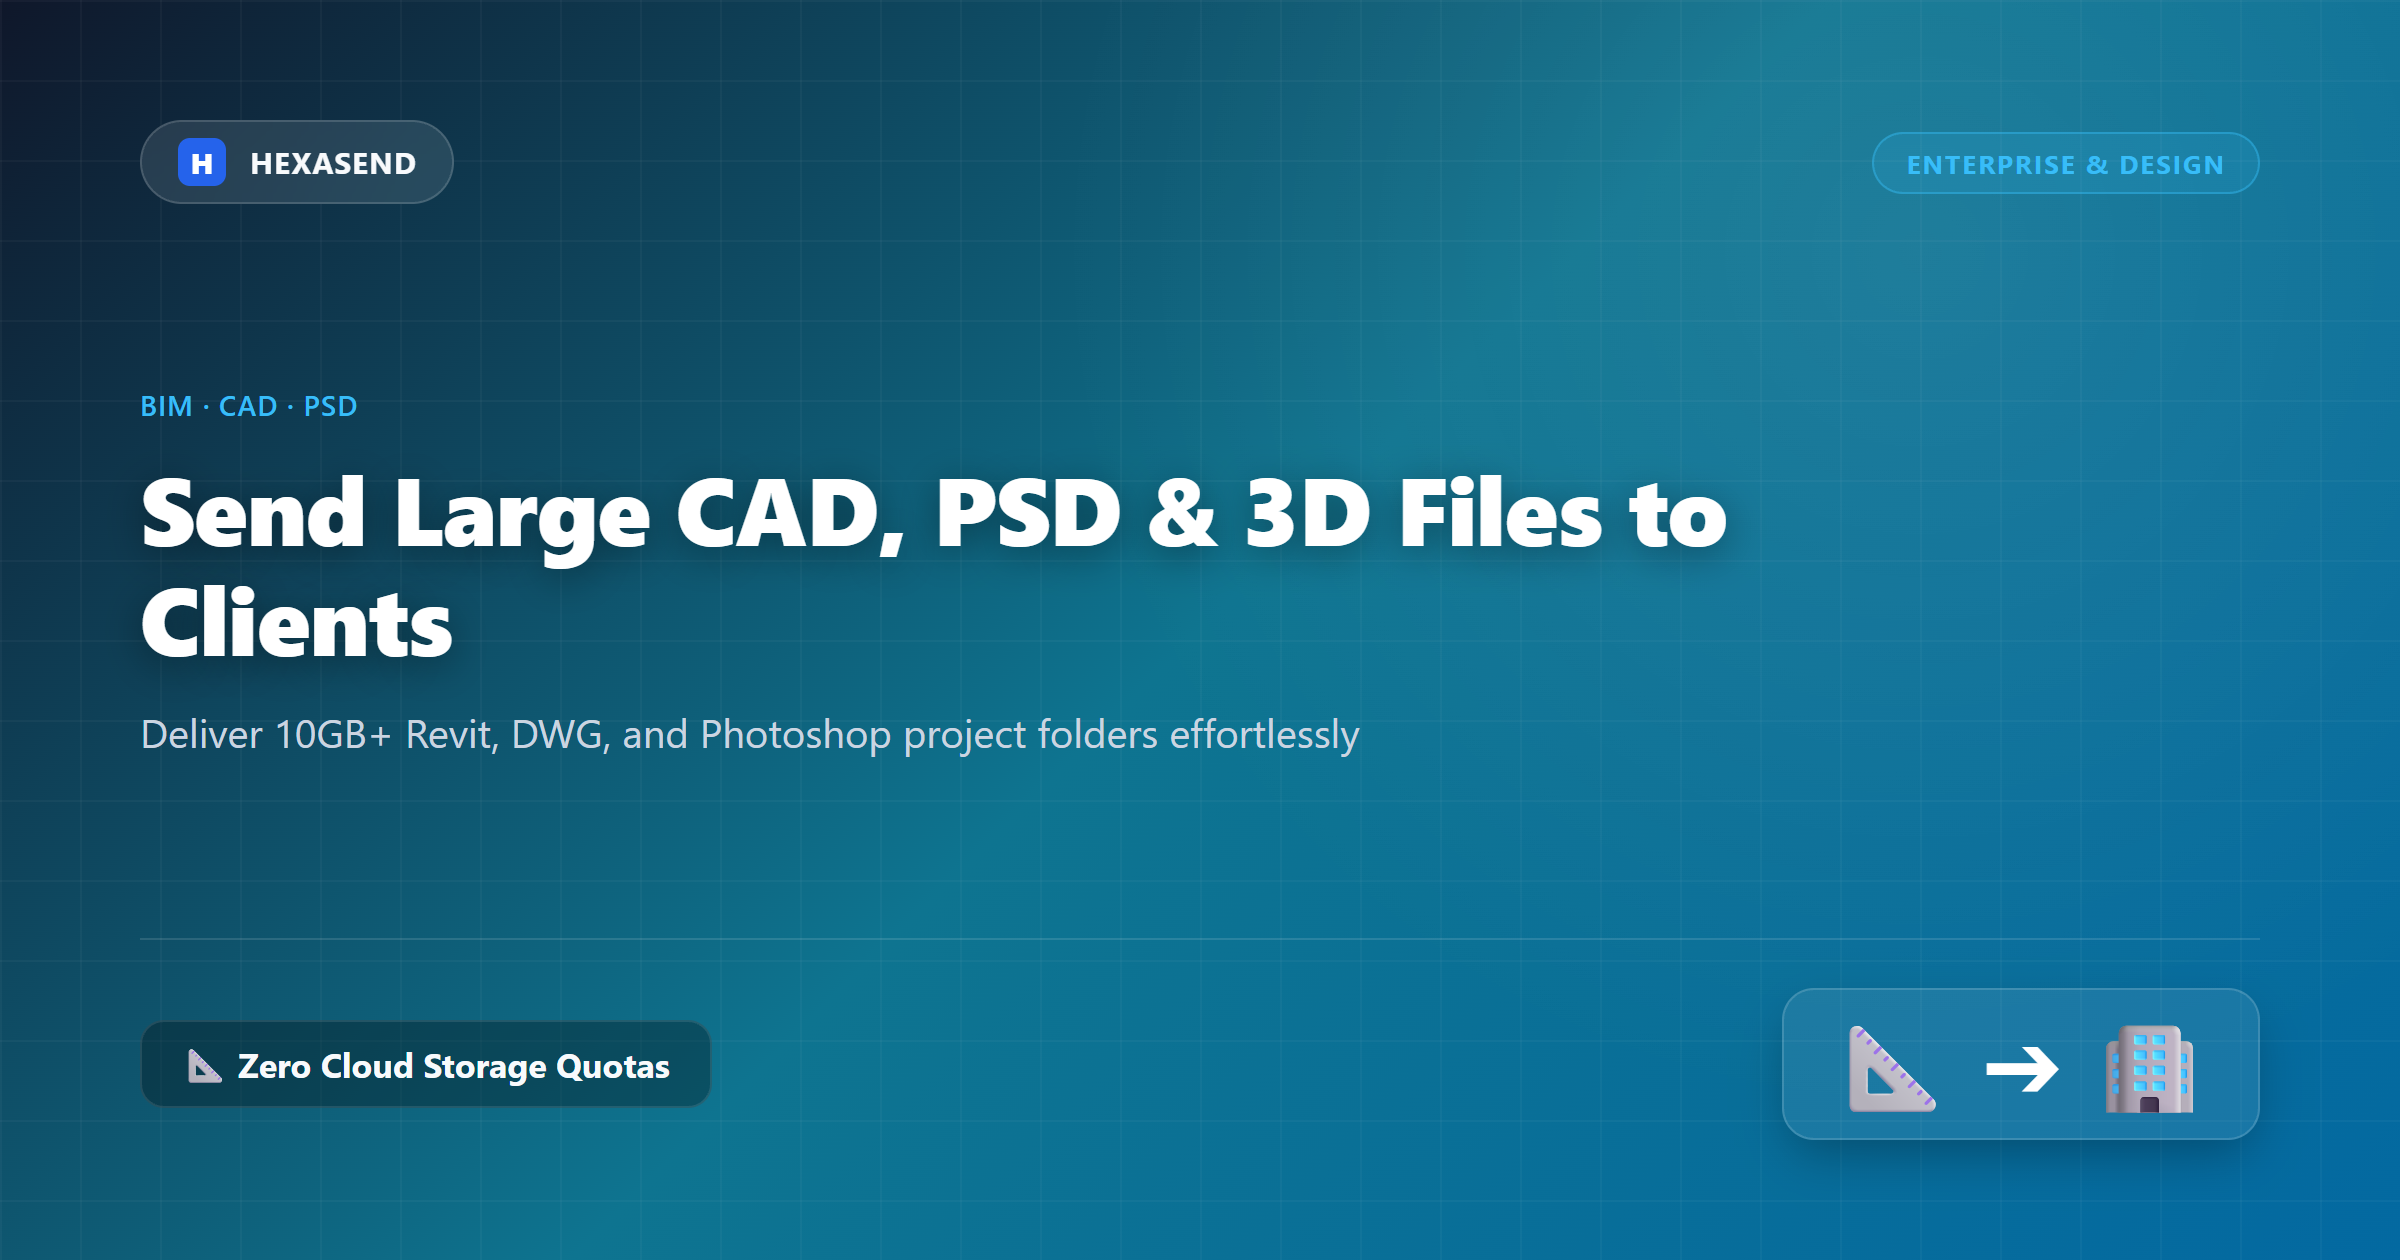 H HEXASEND
ENTERPRISE & DESIGN
BIM · CAD · PSD
Send Large CAD, PSD & 3D Files to
Clients
Deliver 10GB+ Revit, DWG, and Photoshop project folders effortlessly
Zero Cloud Storage Quotas